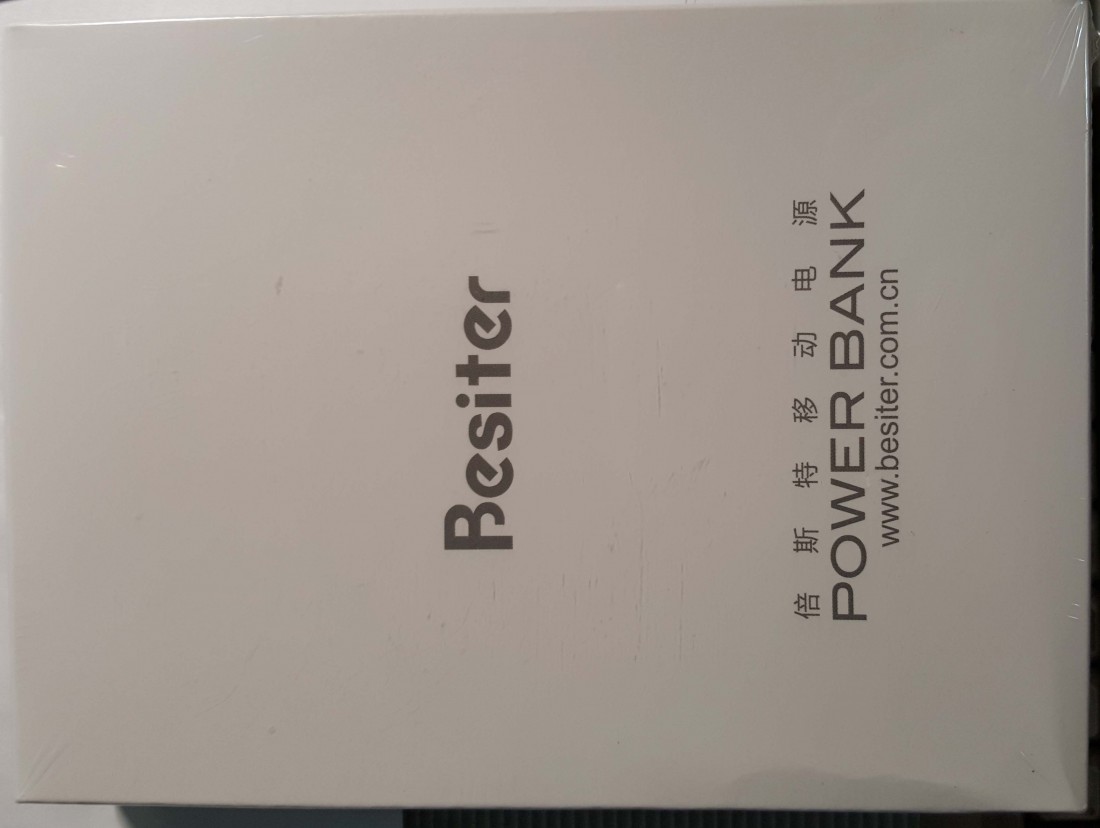 Besiter
倍斯特移动电源
POWER BANK
www.besiter.com.cn